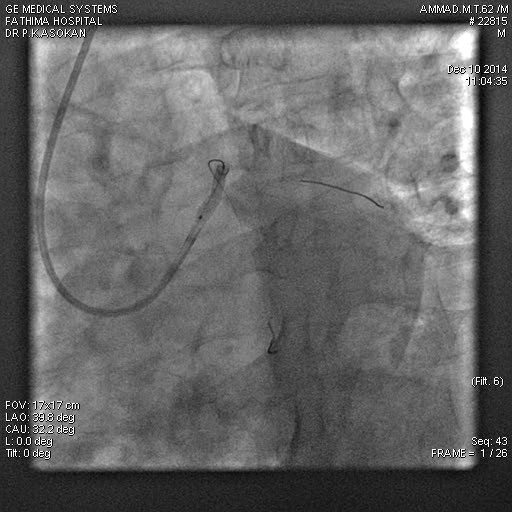 GE MEDICAL SYSTEMS
FATHIMA HOSPITAL
DR P.K.ASOKAN
AMMAD.M.T.62 /M
# 22815
M
Dec 10 2014
11:04:35
(Filt. 6)
FOV: 17x17 cm
LAO: 39.8 deg
CAU: 32.2 deg
L: 0.0 deg
Tilt: 0 deg
Seq: 43
FRAME = 1 / 26